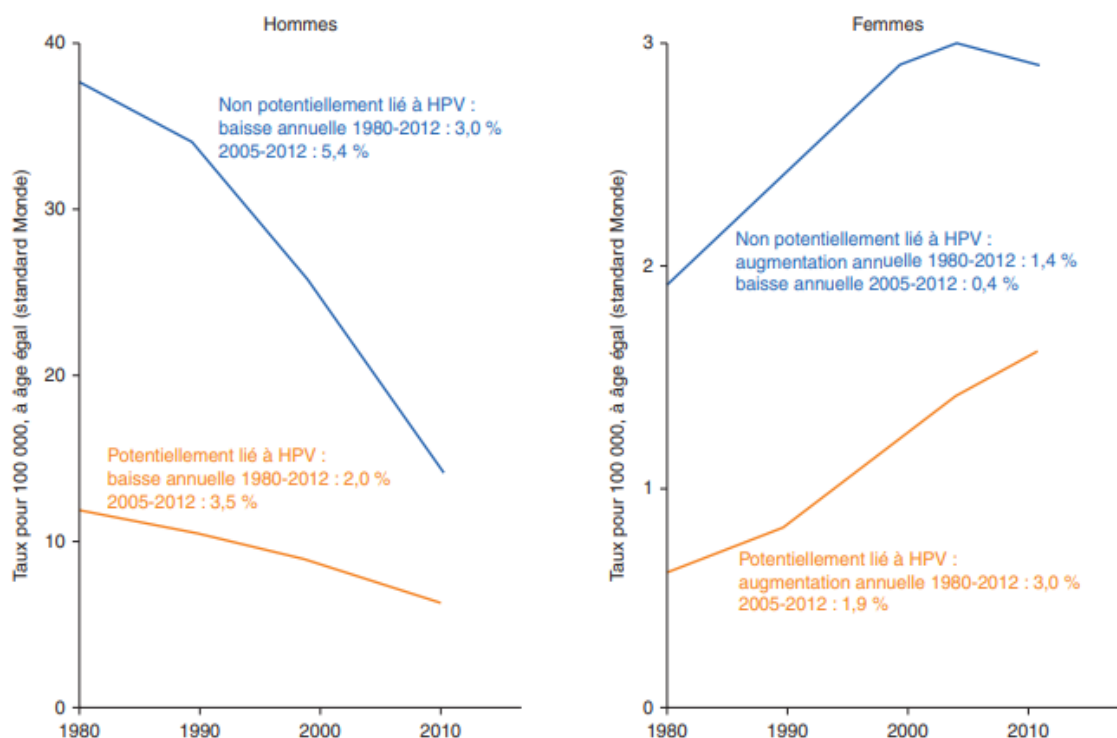 Hommes
Taux pour 100 000, à âge égal (standard Monde)
40
30
20
10
0
Non potentiellement lié à HPV :
baisse annuelle 1980-2012 : 3,0 %
2005-2012 : 5,4 %
Potentiellement lié à HPV :
baisse annuelle 1980-2012 : 2,0 %
2005-2012 : 3,5 %
1980
1990
2000
2010
Femmes
Taux pour 100 000, à âge égal (standard Monde)
3
2
1
0
Non potentiellement lié à HPV :
augmentation annuelle 1980-2012 : 1,4 %
baisse annuelle 2005-2012 : 0,4 %
Potentiellement lié à HPV :
augmentation annuelle 1980-2012 : 3,0 %
2005-2012 : 1,9 %
1980
1990
2000
2010